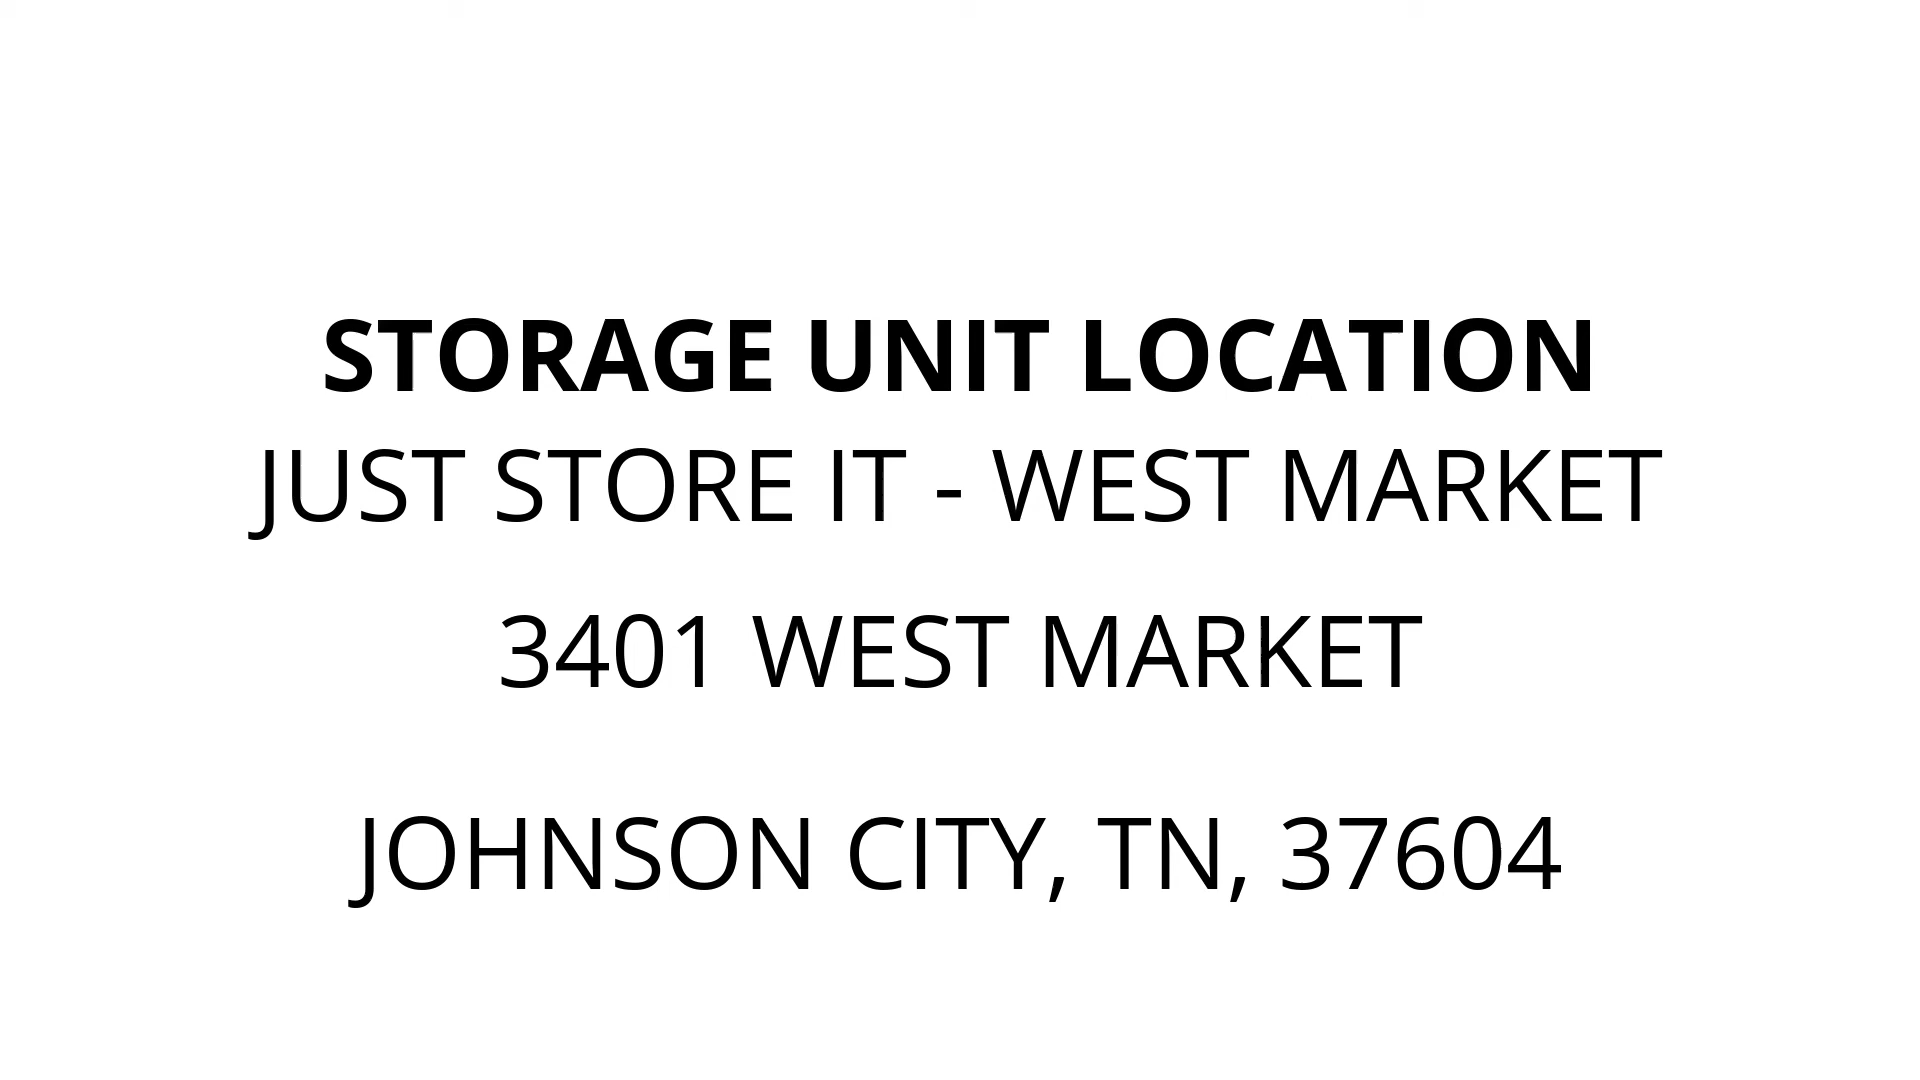 STORAGE UNIT LOCATION
JUST STORE IT - WEST MARKET
3401 WEST MARKET
JOHNSON CITY, TN, 37604